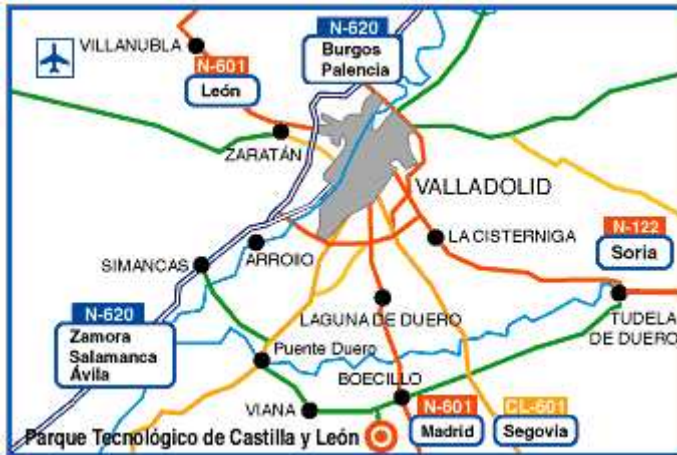 VILLANUBLA
N-601
León
N-620
Burgos
Palencia
ZARATÁN
VALLADOLID
LA CISTERNIGA
N-122
Soria
SIMANCAS
ARROIIO
N-620
Zamora
Salamanca
Ávila
LAGUNA DE DUERO
TUDELA
DE DUERO
Puente Duero
BOECILLO
VIANA
N-601
Madrid
CL-601
Segovia
Parque Tecnológico de Castilla y León